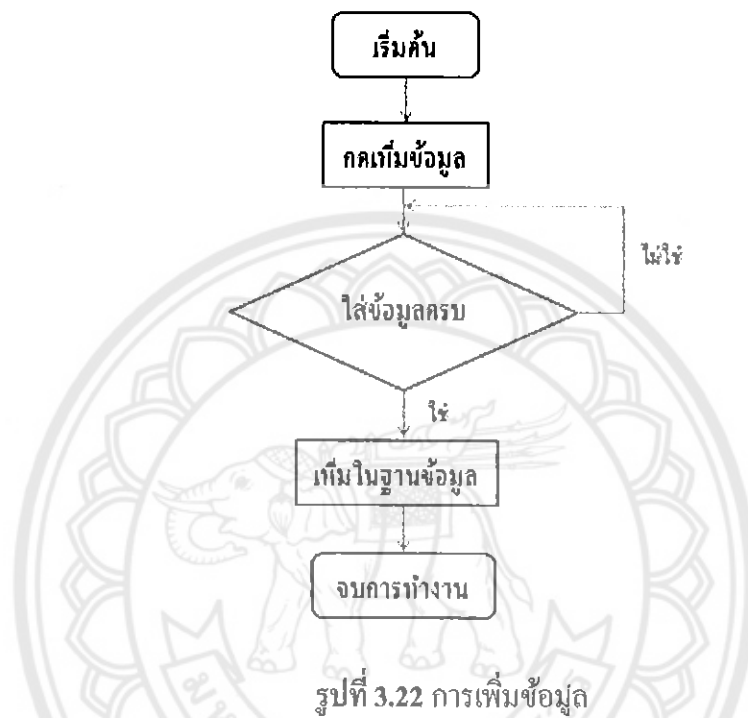 เริ่มต้น
กดเพิ่มข้อมูล
ไม่ใช่
ใส่ข้อมูลครบ
ใช่
เพิ่มในฐานข้อมูล
จบการทำงาน
รูปที่ 3.22 การเพิ่มข้อมูล